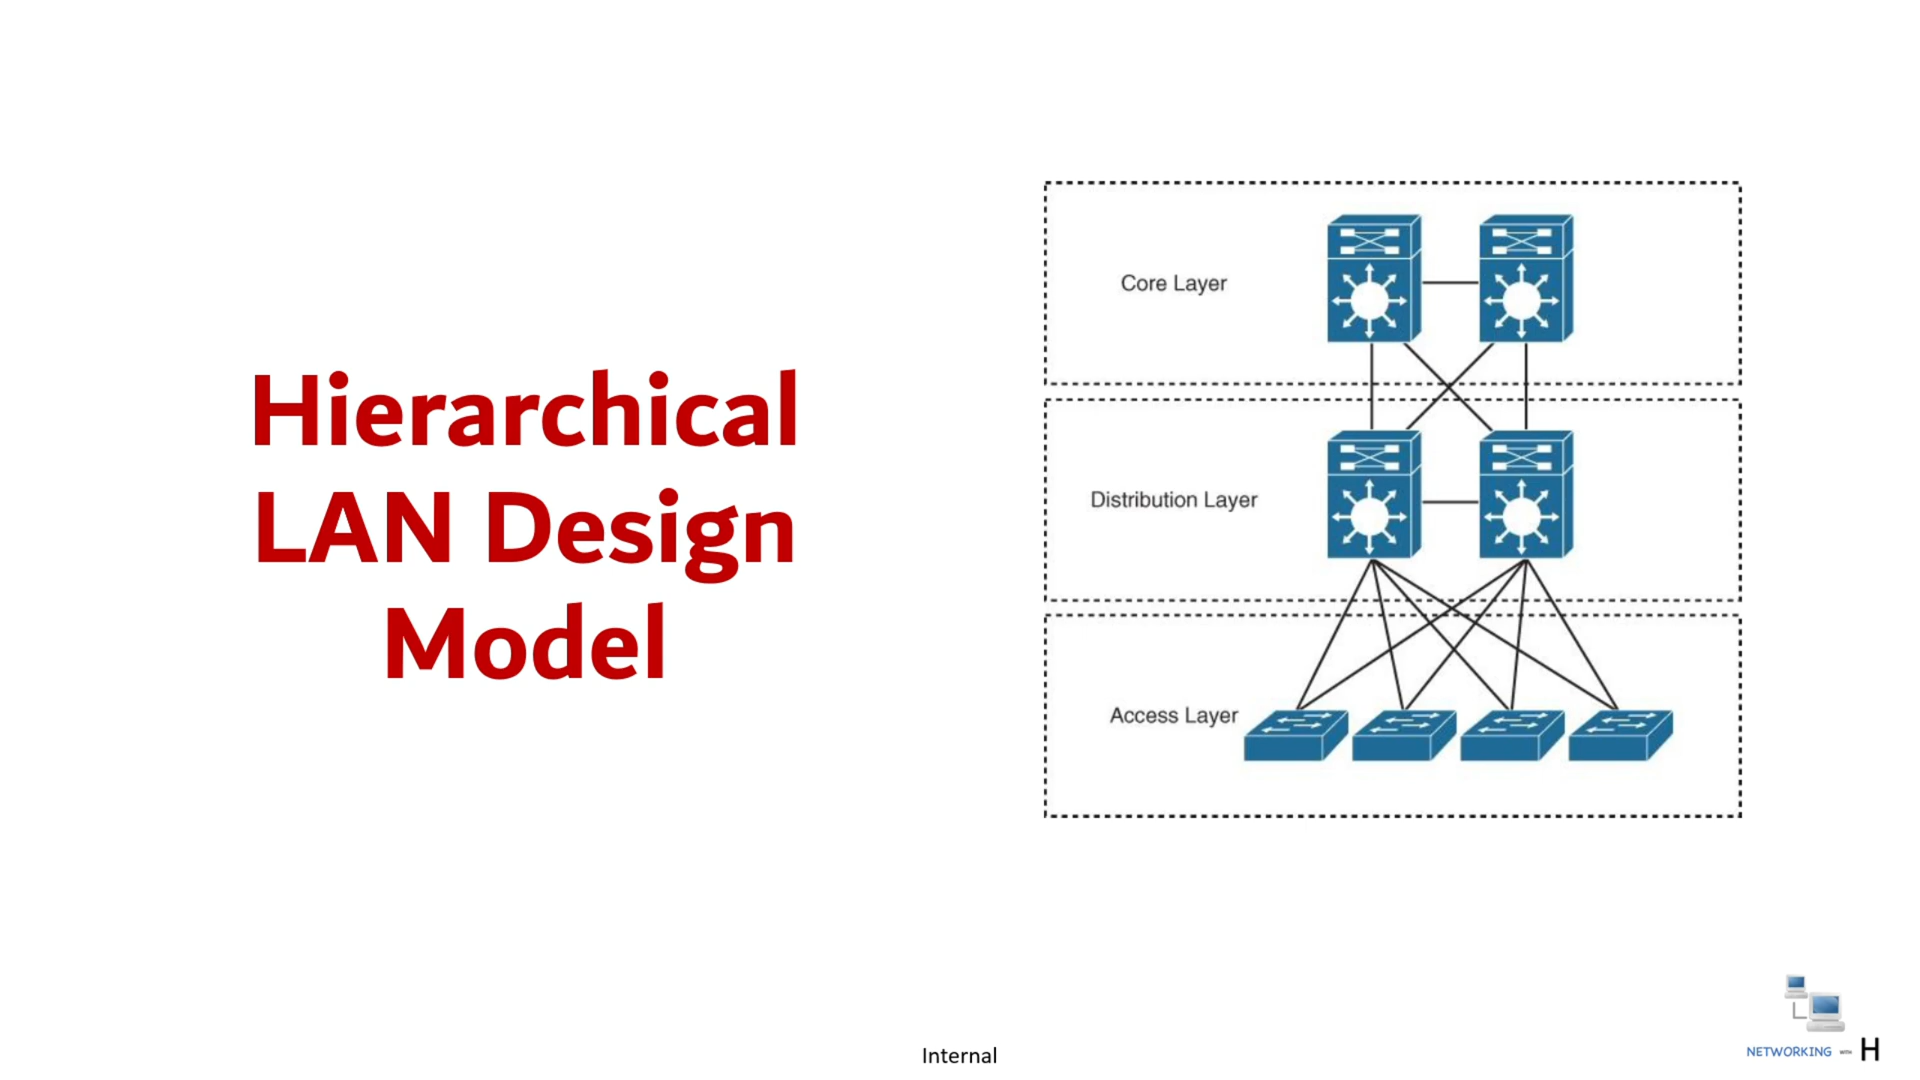 Hierarchical
LAN Design
Model
Core Layer
Distribution Layer
Access Layer
Internal
NETWORKING WITH H